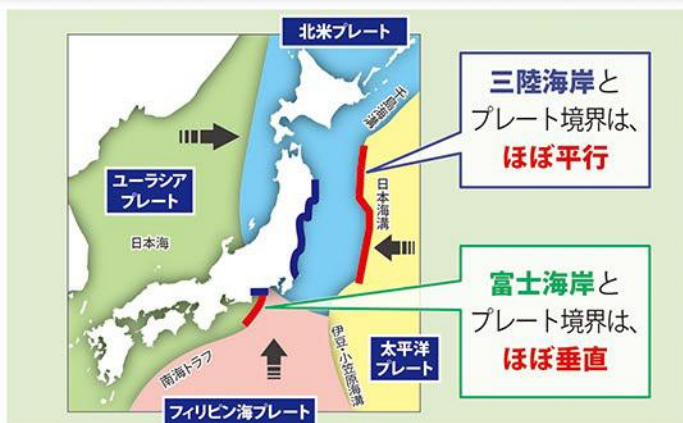 北米プレート
千島海溝
三陸海岸と
プレート境界は、
ほぼ平行
ユーラシア
プレート
日本海
日本海溝
富士海岸と
プレート境界は、
ほぼ垂直
南海トラフ
伊豆・小笠原海溝
太平洋
プレート
フィリピン海プレート